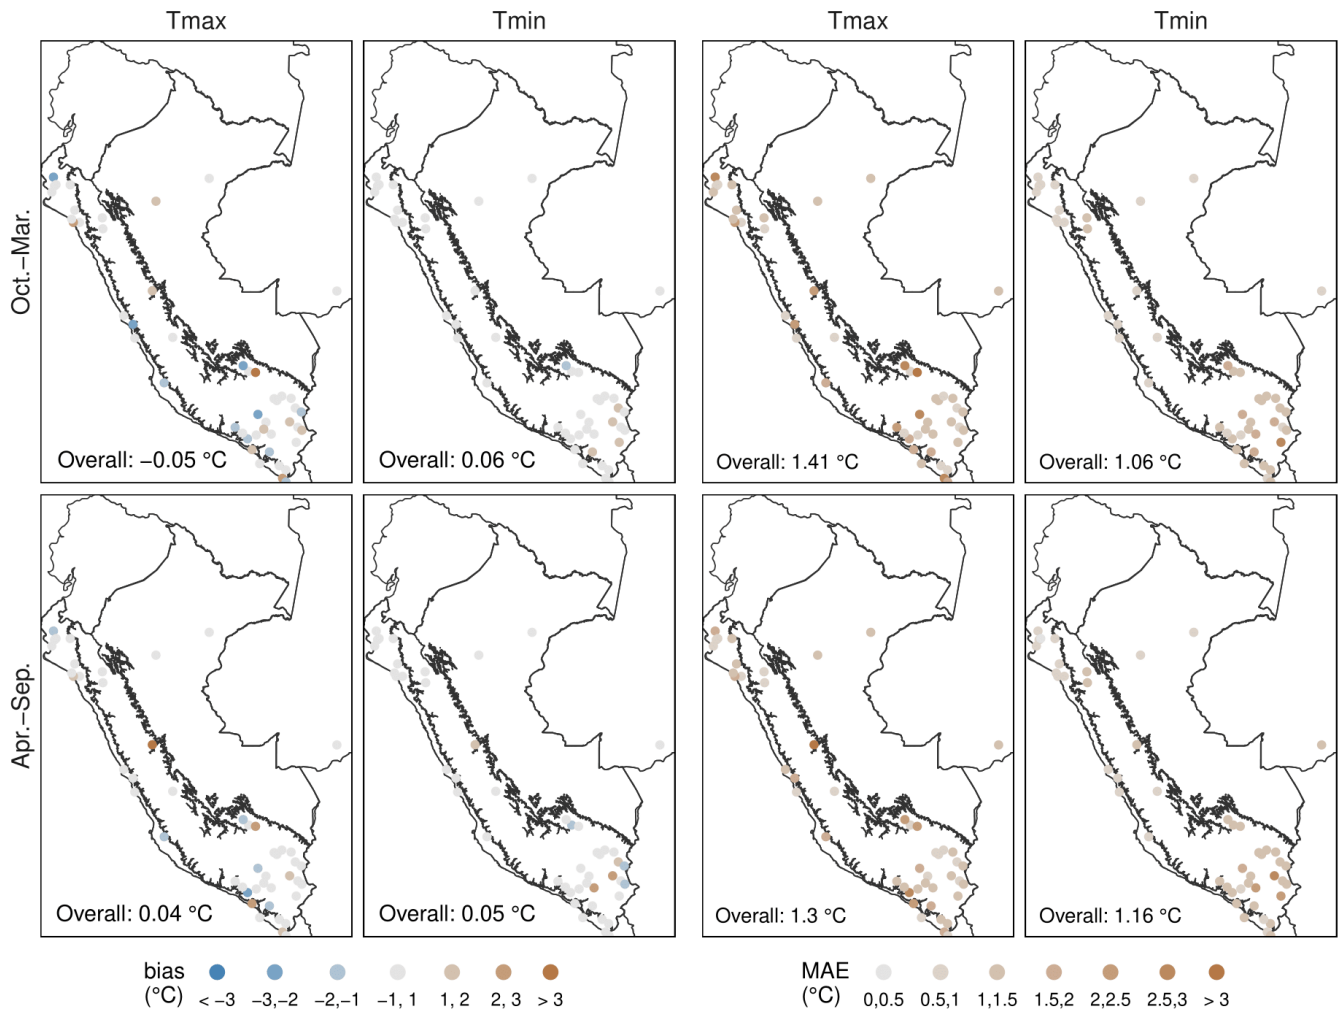 Tmax Tmin Tmax Tmin
Oct.−Mar.
Overall: −0.05 °C
Overall: 0.06 °C
Overall: 1.41 °C
Overall: 1.06 °C
Apr.−Sep.
Overall: 0.04 °C
Overall: 0.05 °C
Overall: 1.3 °C
Overall: 1.16 °C
bias
(°C) < −3 −3,−2 −2,−1 −1, 1 1, 2 2, 3 > 3
MAE
(°C) 0,0.5 0.5,1 1,1.5 1.5,2 2,2.5 2.5,3 > 3